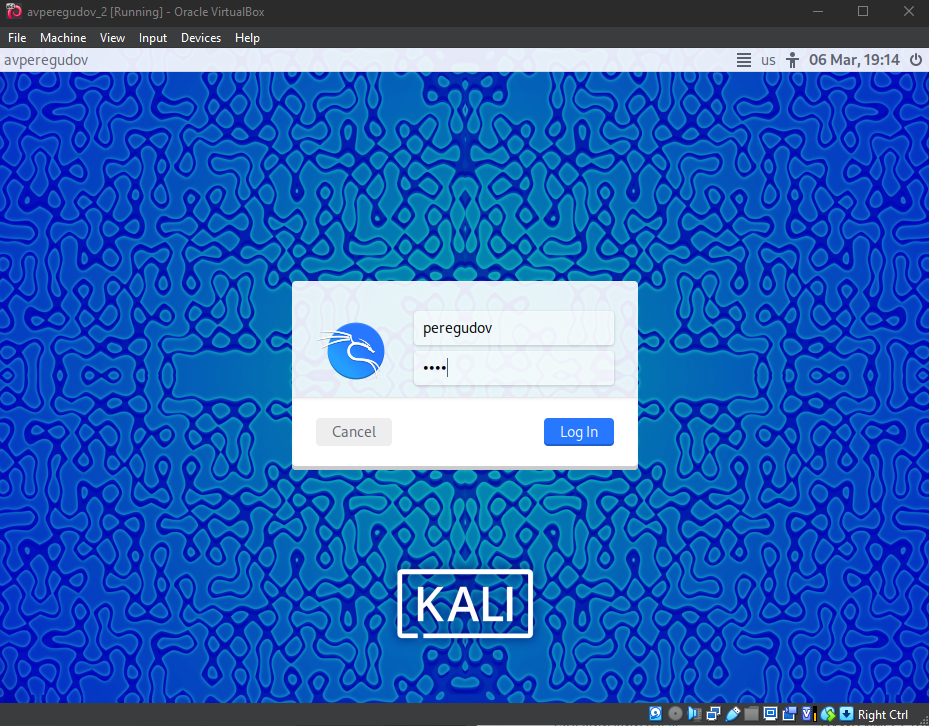 avperegudov_2 [Running] - Oracle VirtualBox
File Machine View Input Devices Help
avperegudov us 06 Mar, 19:14
peregudov
••••
Cancel Log In
KALI
Right Ctrl